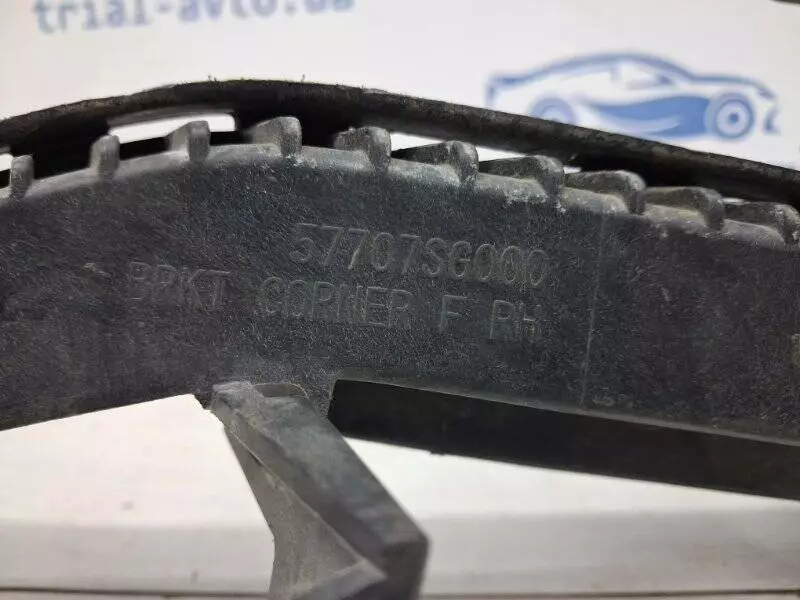 trial-avto.ua
57707SG000
BRKT CORNER F RH